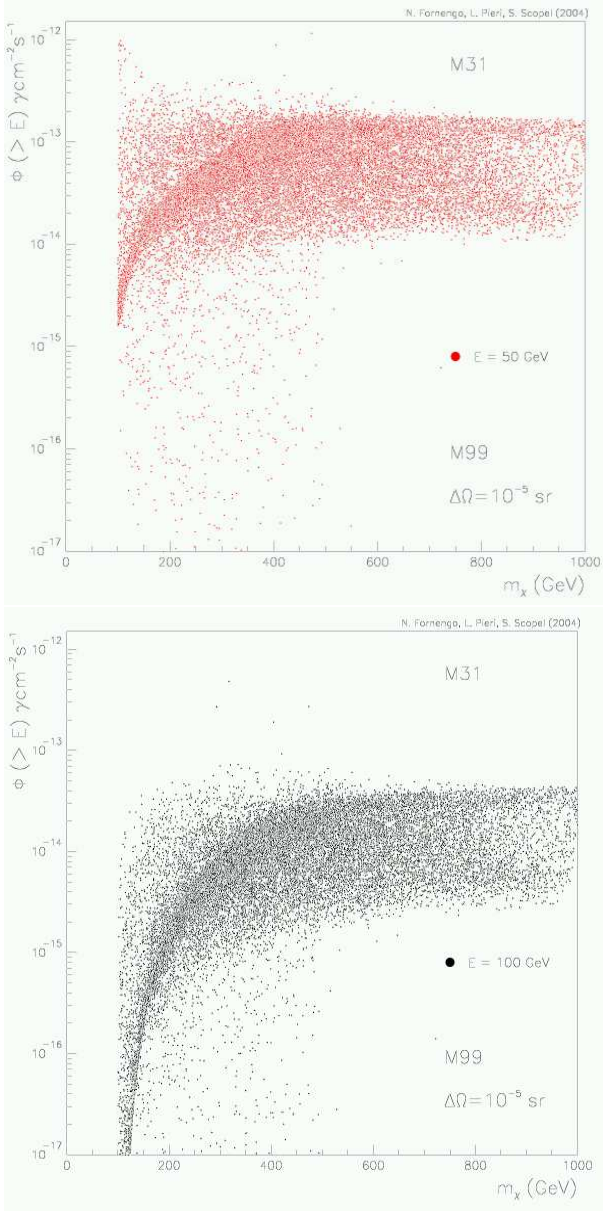 N. Fornengo, L. Pieri, S. Scopel (2004)
Φ (> E) γcm⁻²s⁻¹
10⁻¹²
10⁻¹³
10⁻¹⁴
10⁻¹⁵
10⁻¹⁶
10⁻¹⁷
M31
E = 50 GeV
M99
ΔΩ=10⁻⁵ sr
0 200 400 600 800 1000
mᵪ (GeV)
N. Fornengo, L. Pieri, S. Scopel (2004)
Φ (> E) γcm⁻²s⁻¹
10⁻¹²
10⁻¹³
10⁻¹⁴
10⁻¹⁵
10⁻¹⁶
10⁻¹⁷
M31
E = 100 GeV
M99
ΔΩ=10⁻⁵ sr
0 200 400 600 800 1000
mᵪ (GeV)